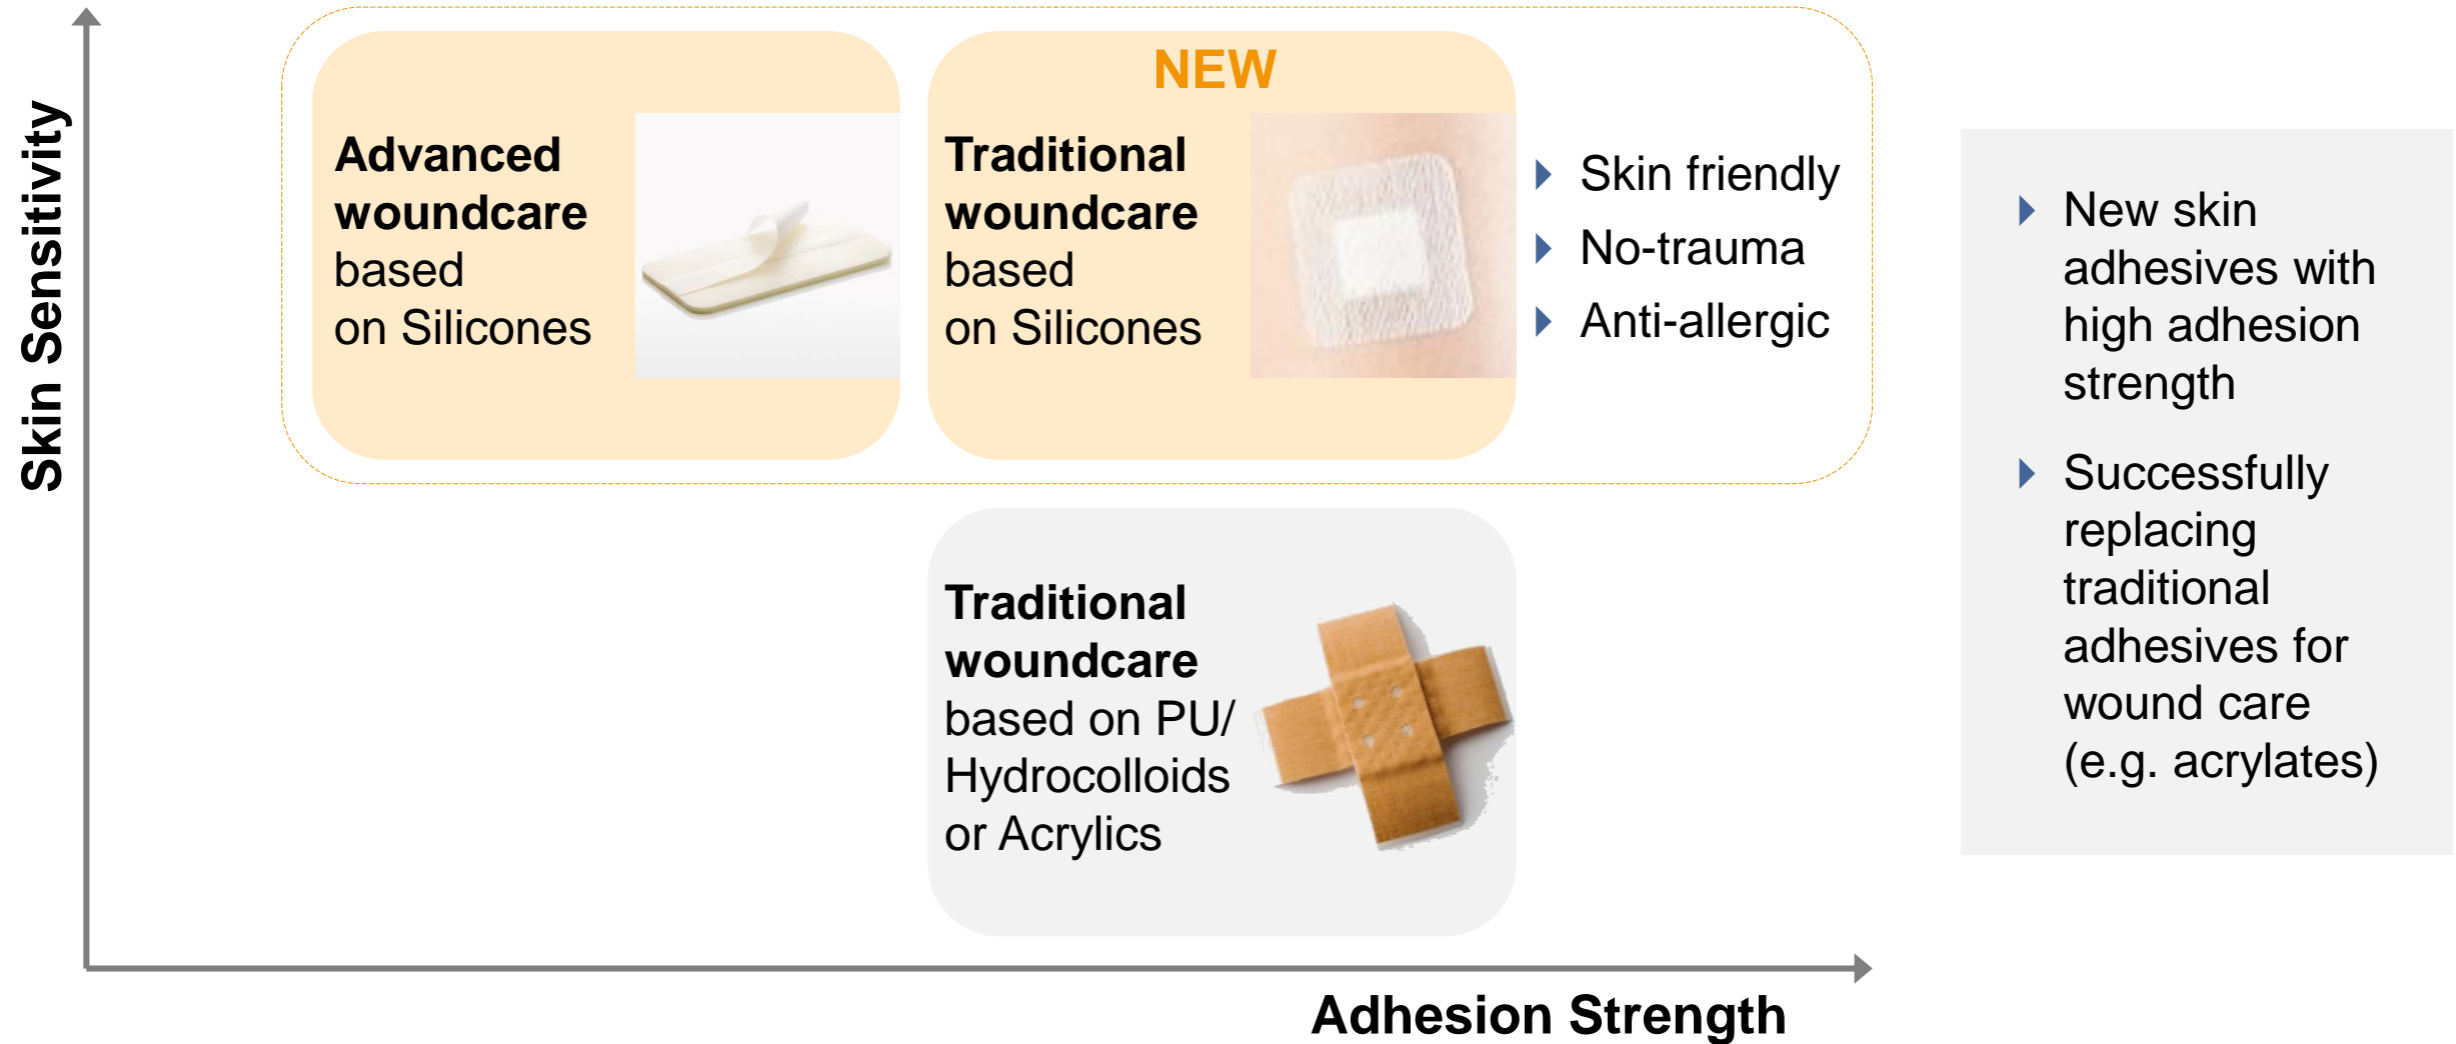 Skin Sensitivity
Advanced
woundcare
based
on Silicones
NEW
Traditional
woundcare
based
on Silicones
Skin friendly
No-trauma
Anti-allergic
Traditional
woundcare
based on PU/
Hydrocolloids
or Acrylics
Adhesion Strength
New skin
adhesives with
high adhesion
strength
Successfully
replacing
traditional
adhesives for
wound care
(e.g. acrylates)